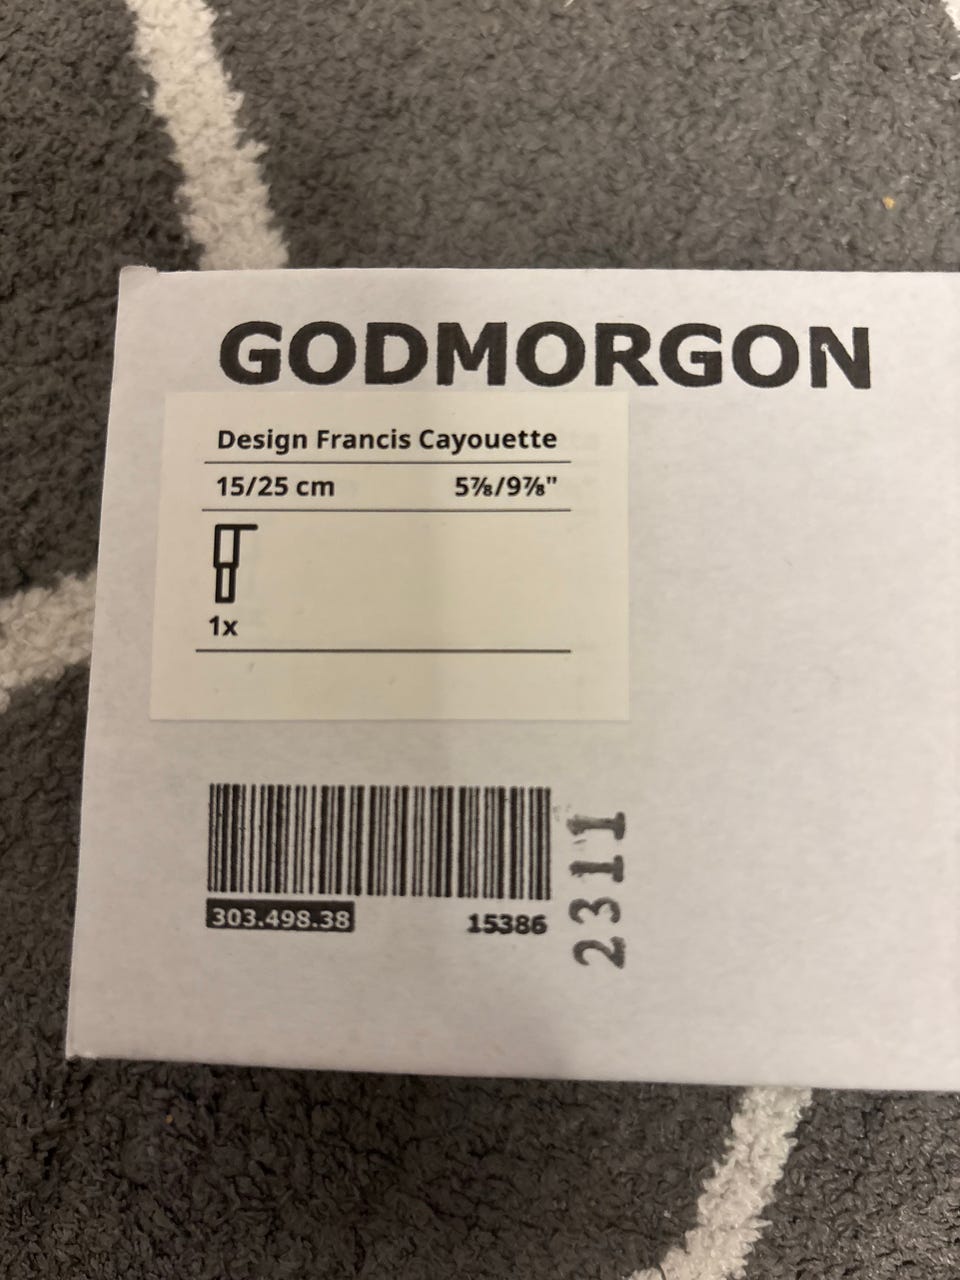 GODMORGON
Design Francis Cayouette
15/25 cm 5⅞/9⅞"
1x
303.498.38 15386
2311